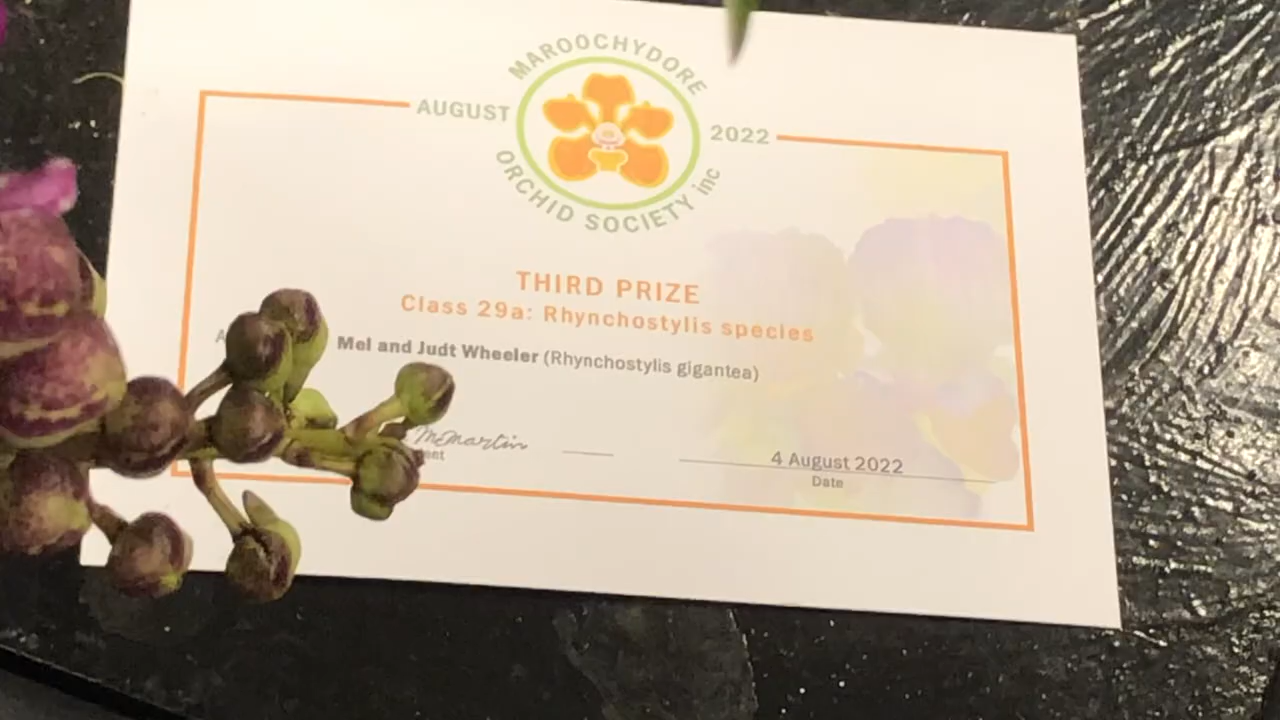 MAROOCHYDORE
AUGUST 2022
ORCHID SOCIETY inc
THIRD PRIZE
Class 29a: Rhynchostylis species
Mel and Judt Wheeler (Rhynchostylis gigantea)
McMartin
4 August 2022
Date